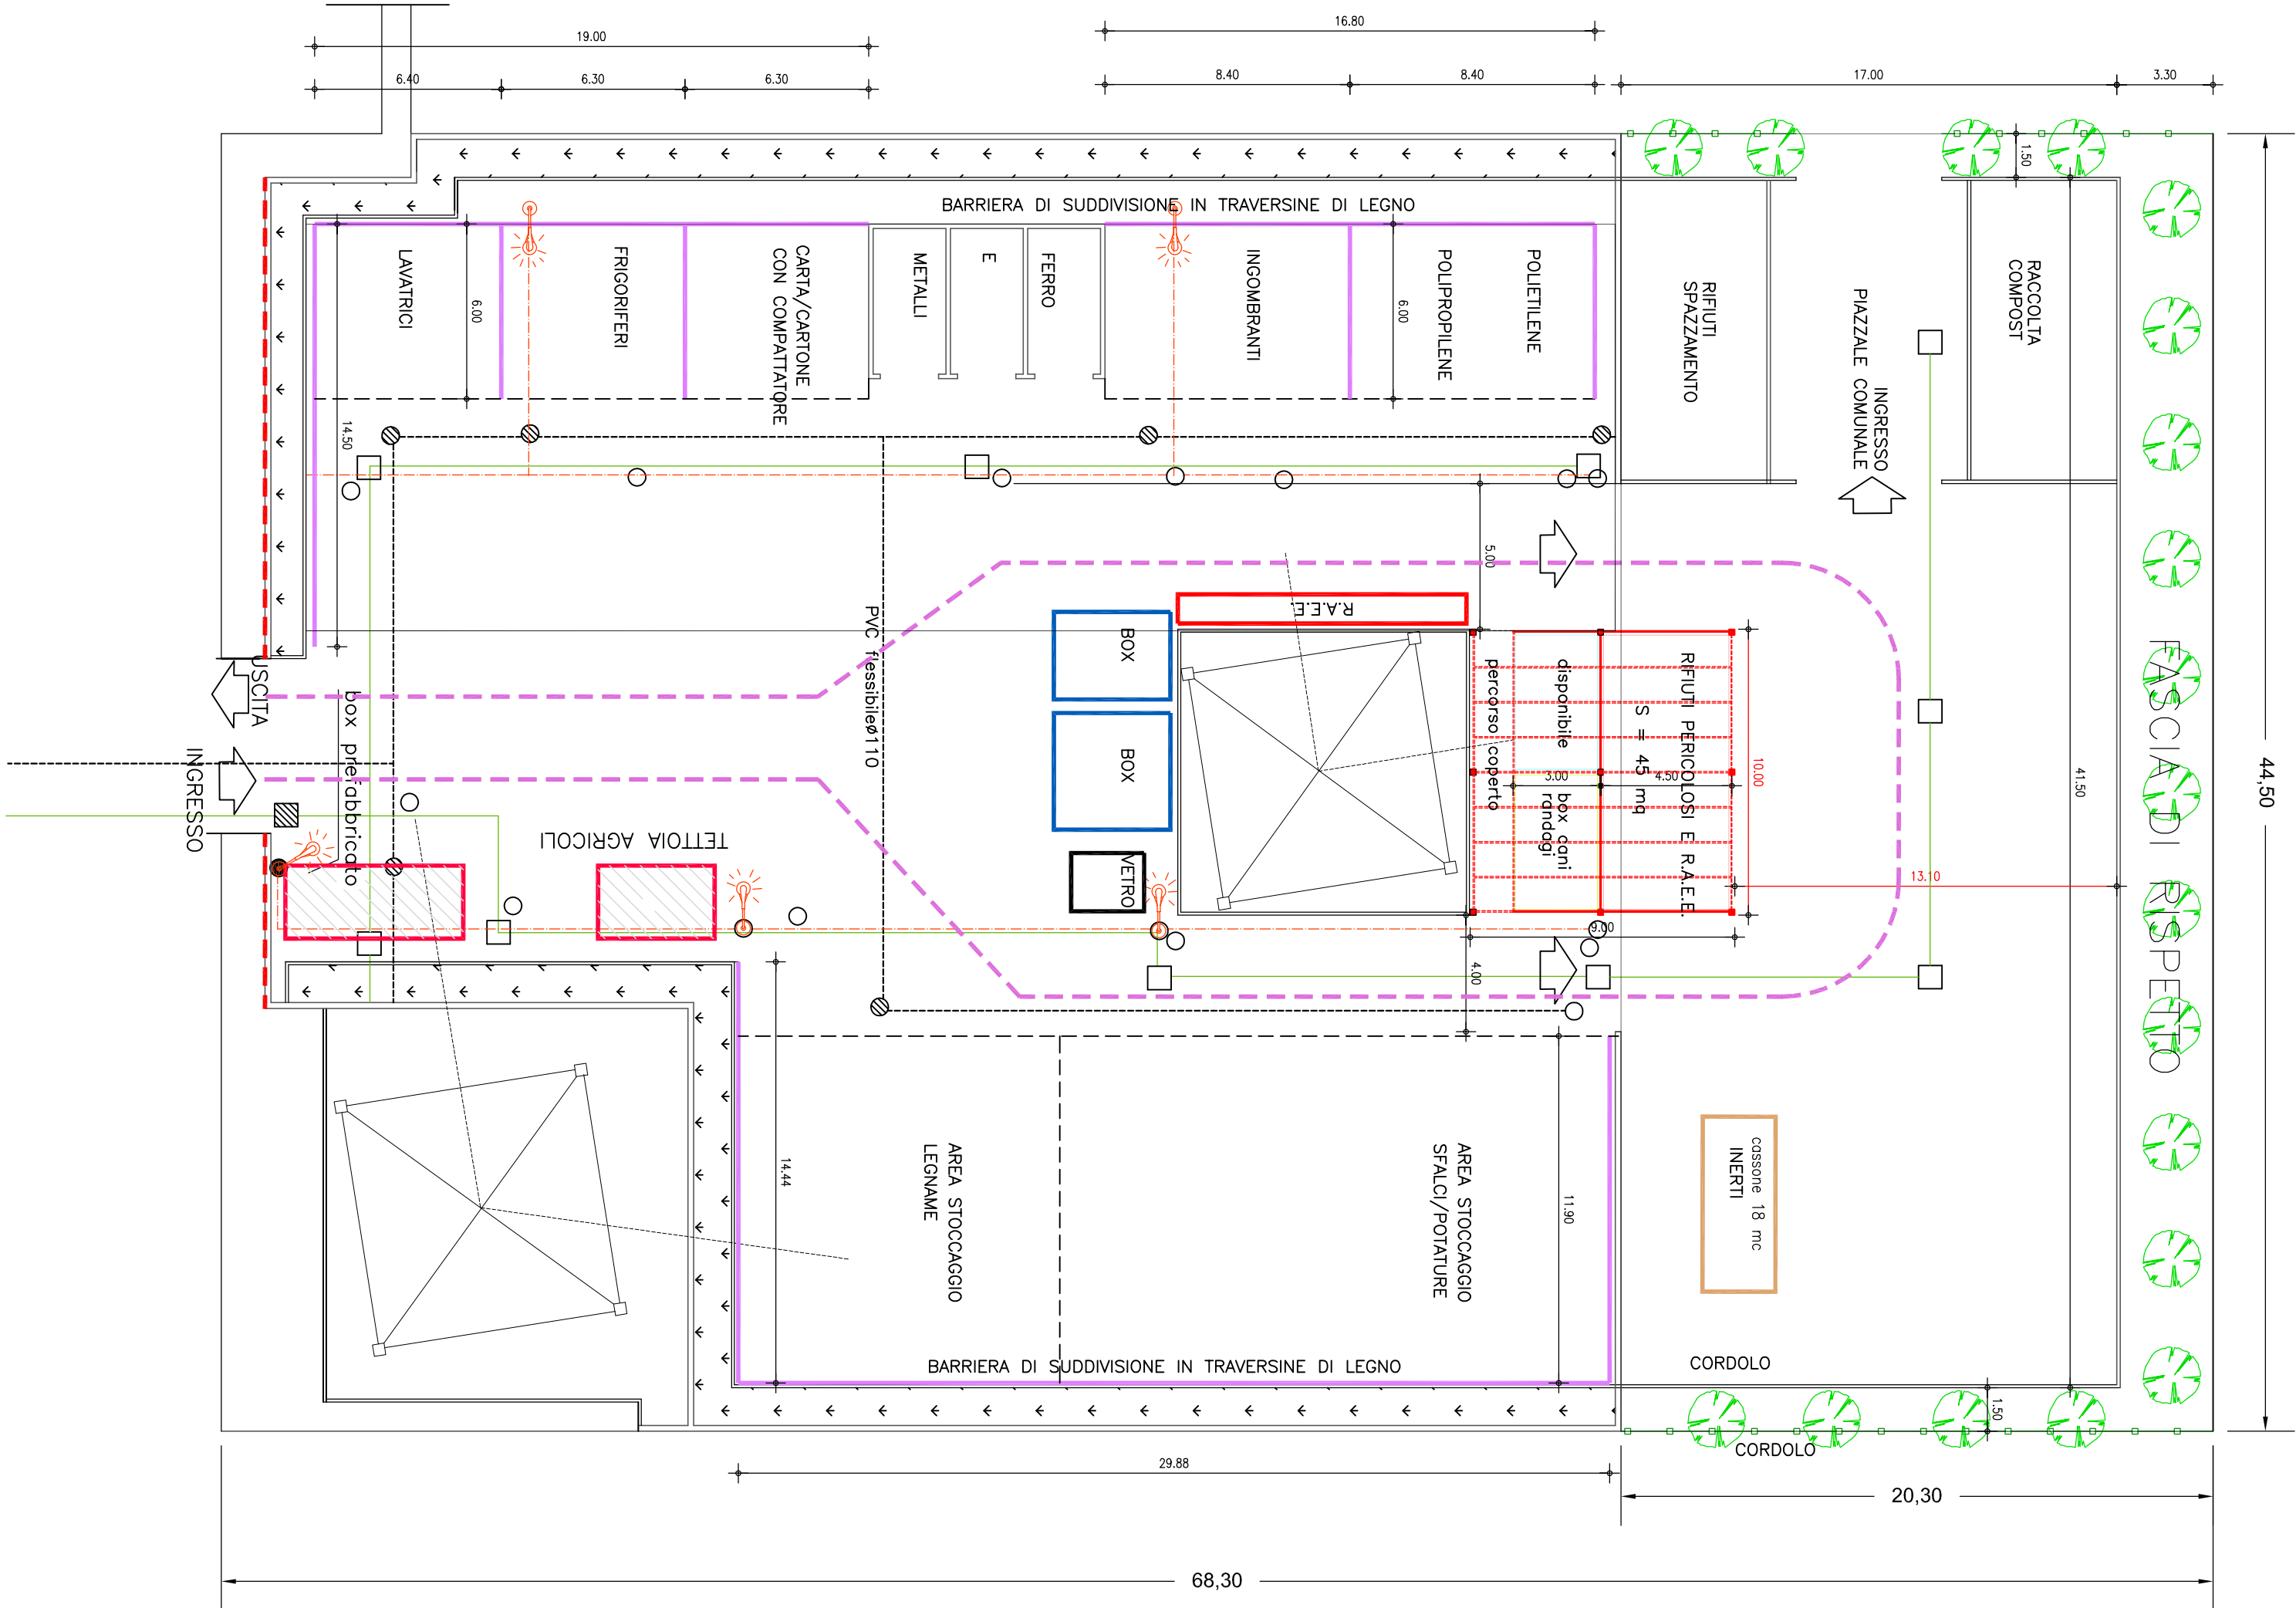 16.80
19.00
6.40
6.30
6.30
8.40
8.40
17.00
3.30
1.50
BARRIERA DI SUDDIVISIONE IN TRAVERSINE DI LEGNO
LAVATRICI
6.00
FRIGORIFERI
CARTA/CARTONE
CON COMPATTATORE
METALLI
E
FERRO
INGOMBRANTI
6.00
POLIPROPILENE
POLIETILENE
RIFIUTI
SPAZZAMENTO
INGRESSO
PIAZZALE COMUNALE
RACCOLTA
COMPOST
14.50
5.00
R.A.E.E.
PVC flessibileø110
BOX
BOX
VETRO
percorso coperto
disponibile
box cani
randagi
3.00
4.50
S = 45 mq
RIFIUTI PERICOLOSI E R.A.E.E.
10.00
13.10
9.00
4.00
41.50
FASCIA DI RISPETTO
44,50
USCITA
INGRESSO
box prefabbricato
TETTOIA AGRICOLI
14.44
AREA STOCCAGGIO
LEGNAME
AREA STOCCAGGIO
SFALCI/POTATURE
11.90
cassone 18 mc
INERTI
BARRIERA DI SUDDIVISIONE IN TRAVERSINE DI LEGNO
CORDOLO
1.50
CORDOLO
29.88
20,30
68,30